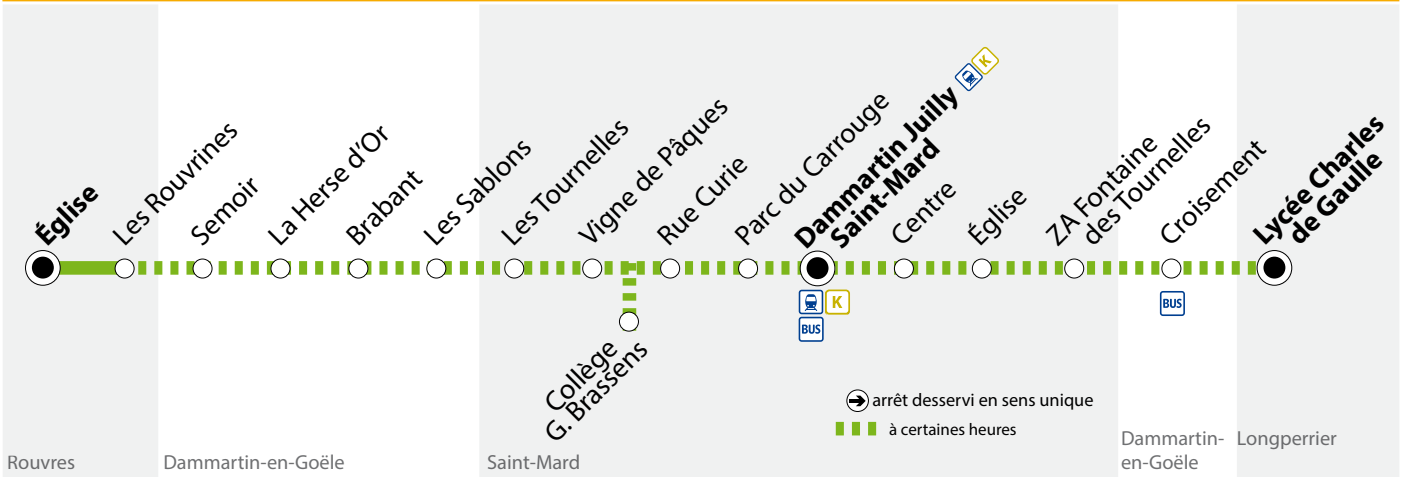 Église
Les Rouvrines
Semoir
La Herse d'Or
Brabant
Les Sablons
Les Tournelles
Vigne de Pâques
Rue Curie
Parc du Carrouge
Dammartin Juilly
Saint-Mard
K
Centre
Église
ZA Fontaine
des Tournelles
Croisement
Lycée Charles
de Gaulle
K
BUS
BUS
Collège
G. Brassens
arrêt desservi en sens unique
à certaines heures
Rouvres
Dammartin-en-Goële
Saint-Mard
Dammartin-
en-Goële
Longperrier